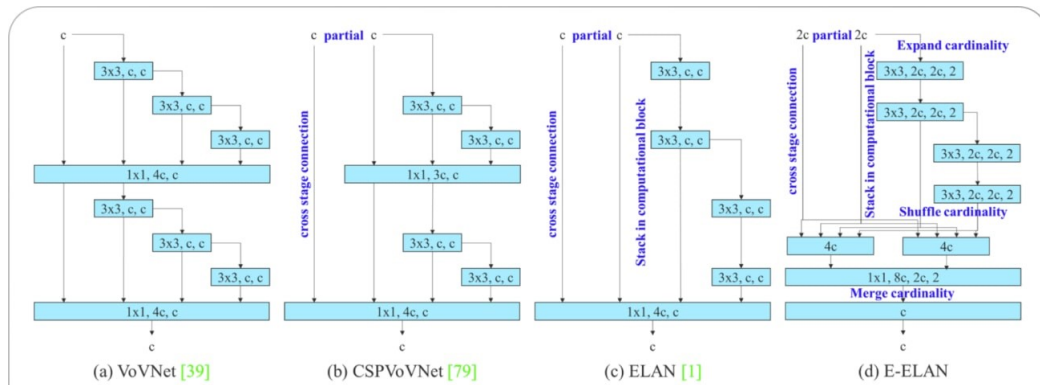 c
3x3, c, c
3x3, c, c
3x3, c, c
1x1, 4c, c
3x3, c, c
3x3, c, c
3x3, c, c
1x1, 4c, c
c
(a) VoVNet [39]
c partial c
cross stage connection
3x3, c, c
3x3, c, c
1x1, 3c, c
3x3, c, c
3x3, c, c
1x1, 4c, c
c
(b) CSPVoVNet [79]
c partial c
cross stage connection
Stack in computational block
3x3, c, c
3x3, c, c
3x3, c, c
3x3, c, c
1x1, 4c, c
c
(c) ELAN [1]
2c partial 2c
Expand cardinality
cross stage connection
Stack in computational block
3x3, 2c, 2c, 2
3x3, 2c, 2c, 2
3x3, 2c, 2c, 2
3x3, 2c, 2c, 2
Shuffle cardinality
4c
4c
1x1, 8c, 2c, 2
Merge cardinality
c
c
(d) E-ELAN